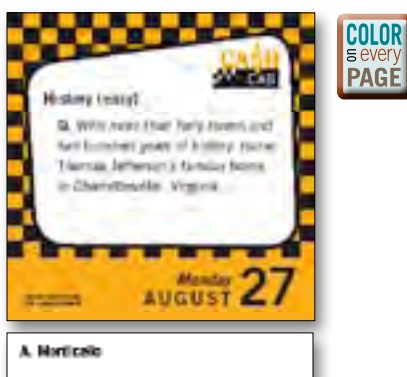 CASH
CAB
COLOR
on every
PAGE
History (easy)
Q. With more than forty rooms and
two hundred years of history, name
Thomas Jefferson's famous home
in Charlottesville, Virginia.
Monday
AUGUST 27
A. Monticello